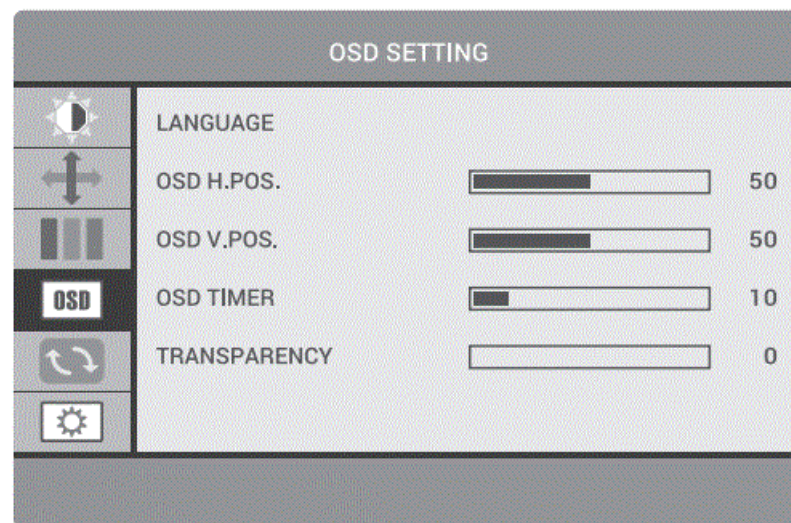 OSD SETTING
LANGUAGE
OSD H.POS. 50
OSD V.POS. 50
OSD
OSD TIMER 10
TRANSPARENCY 0